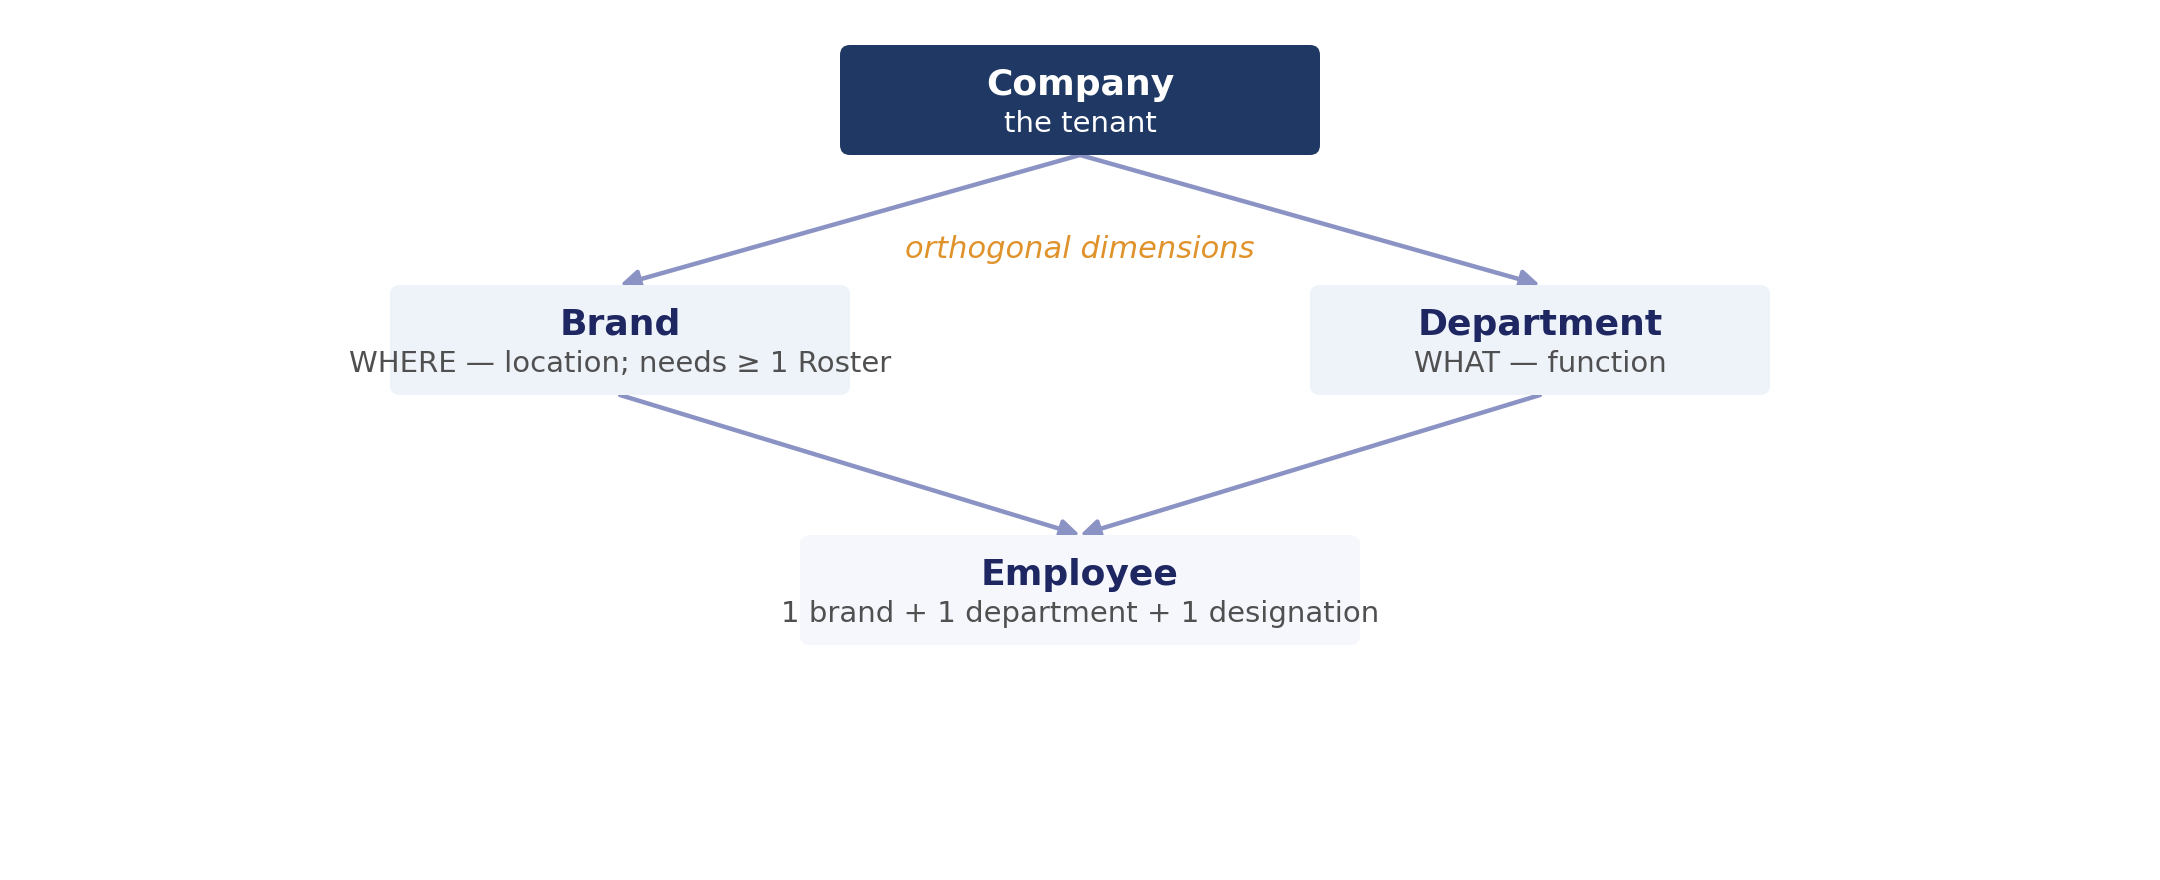 Company
the tenant
orthogonal dimensions
Brand
WHERE — location; needs ≥ 1 Roster
Department
WHAT — function
Employee
1 brand + 1 department + 1 designation